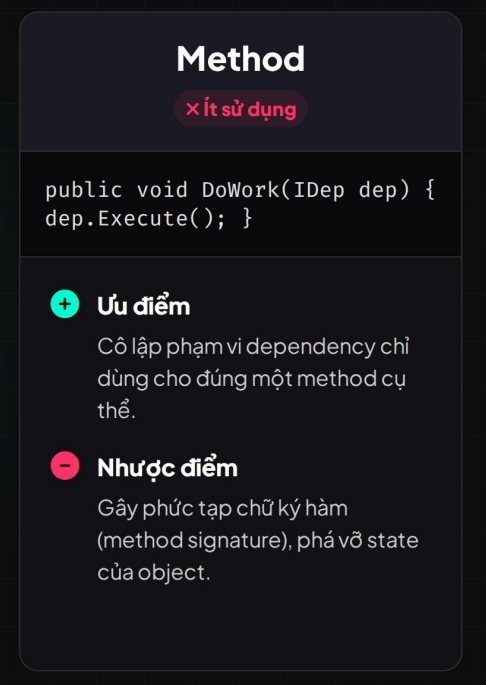 Method
× Ít sử dụng
public void DoWork(IDep dep) {
dep.Execute(); }
+ Ưu điểm
Cô lập phạm vi dependency chỉ
dùng cho đúng một method cụ
thể.
− Nhược điểm
Gây phức tạp chữ ký hàm
(method signature), phá vỡ state
của object.